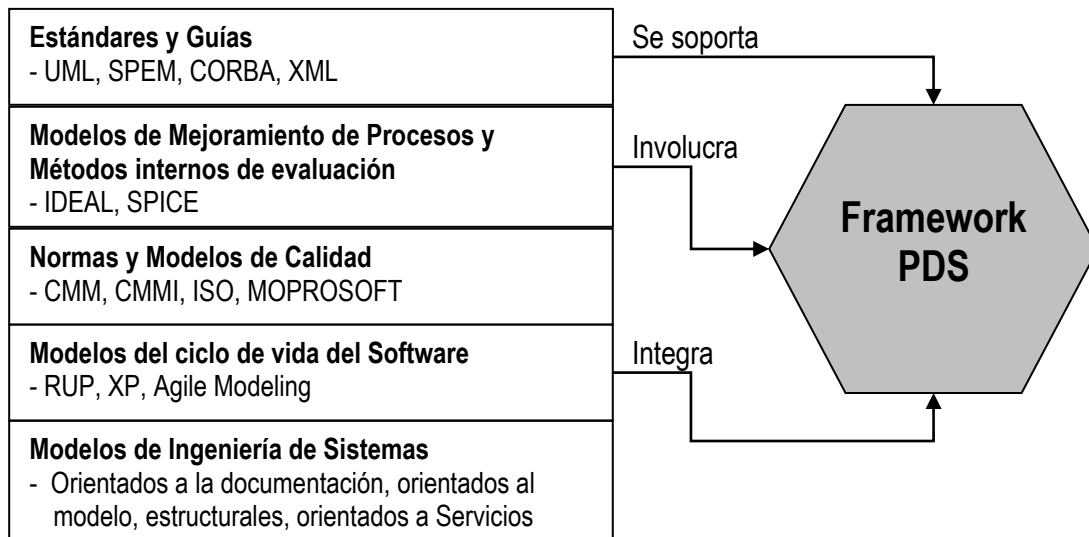 Estándares y Guías
- UML, SPEM, CORBA, XML
Modelos de Mejoramiento de Procesos y
Métodos internos de evaluación
- IDEAL, SPICE
Normas y Modelos de Calidad
- CMM, CMMI, ISO, MOPROSOFT
Modelos del ciclo de vida del Software
- RUP, XP, Agile Modeling
Modelos de Ingeniería de Sistemas
- Orientados a la documentación, orientados al
modelo, estructurales, orientados a Servicios
Se soporta
Involucra
Integra
Framework
PDS